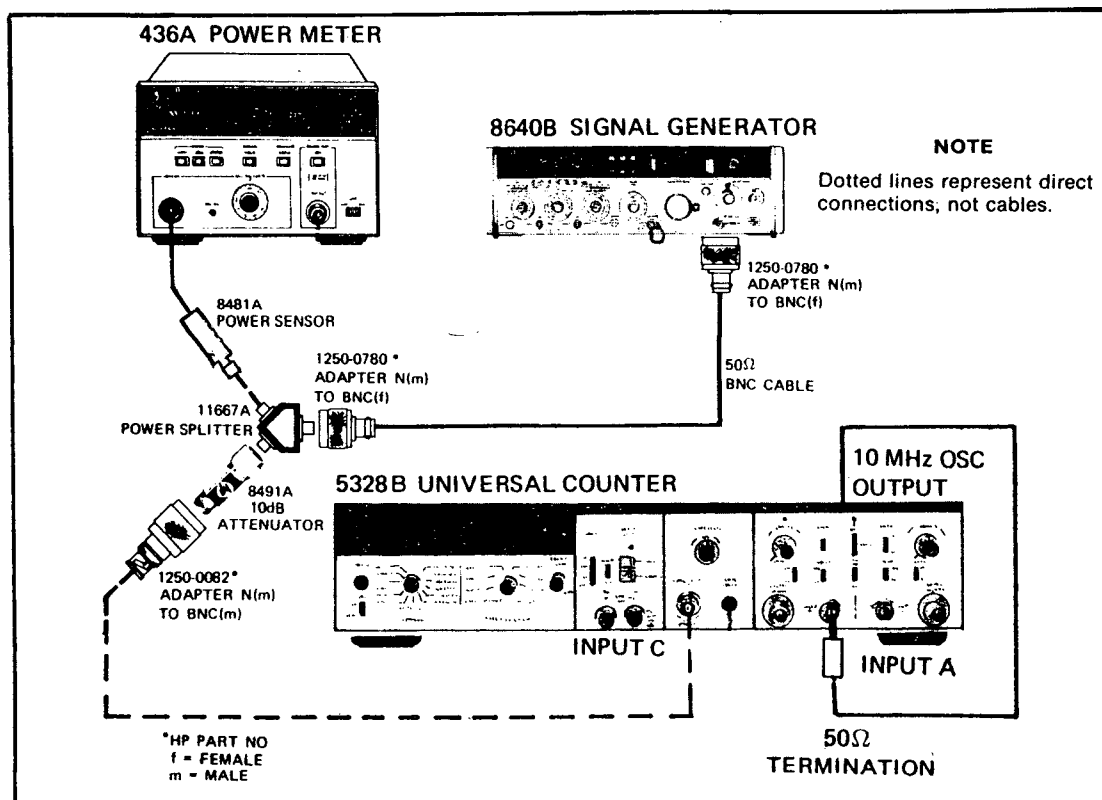 436A POWER METER
8640B SIGNAL GENERATOR
NOTE
Dotted lines represent direct
connections, not cables.
1250-0780 *
ADAPTER N(m)
TO BNC(f)
8481A
POWER SENSOR
1250-0780 *
ADAPTER N(m)
TO BNC(f)
50Ω
BNC CABLE
11667A
POWER SPLITTER
8491A
10dB
ATTENUATOR
5328B UNIVERSAL COUNTER
10 MHz OSC
OUTPUT
1250-0082*
ADAPTER N(m)
TO BNC(m)
INPUT C
INPUT A
50Ω
TERMINATION
*HP PART NO
f = FEMALE
m = MALE